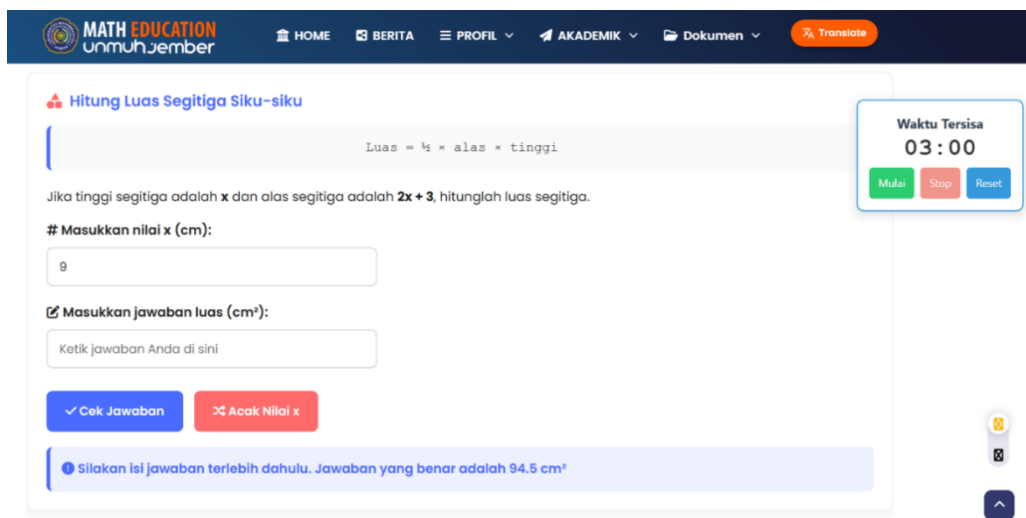 MATH EDUCATION
unmuh jember
HOME
BERITA
PROFIL
AKADEMIK
Dokumen
Translate
Hitung Luas Segitiga Siku-siku
Luas = ½ × alas × tinggi
Jika tinggi segitiga adalah x dan alas segitiga adalah 2x + 3, hitunglah luas segitiga.
# Masukkan nilai x (cm):
9
Masukkan jawaban luas (cm²):
Ketik jawaban Anda di sini
Cek Jawaban
Acak Nilai x
Silakan isi jawaban terlebih dahulu. Jawaban yang benar adalah 94.5 cm²
Waktu Tersisa
03:00
Mulai
Stop
Reset